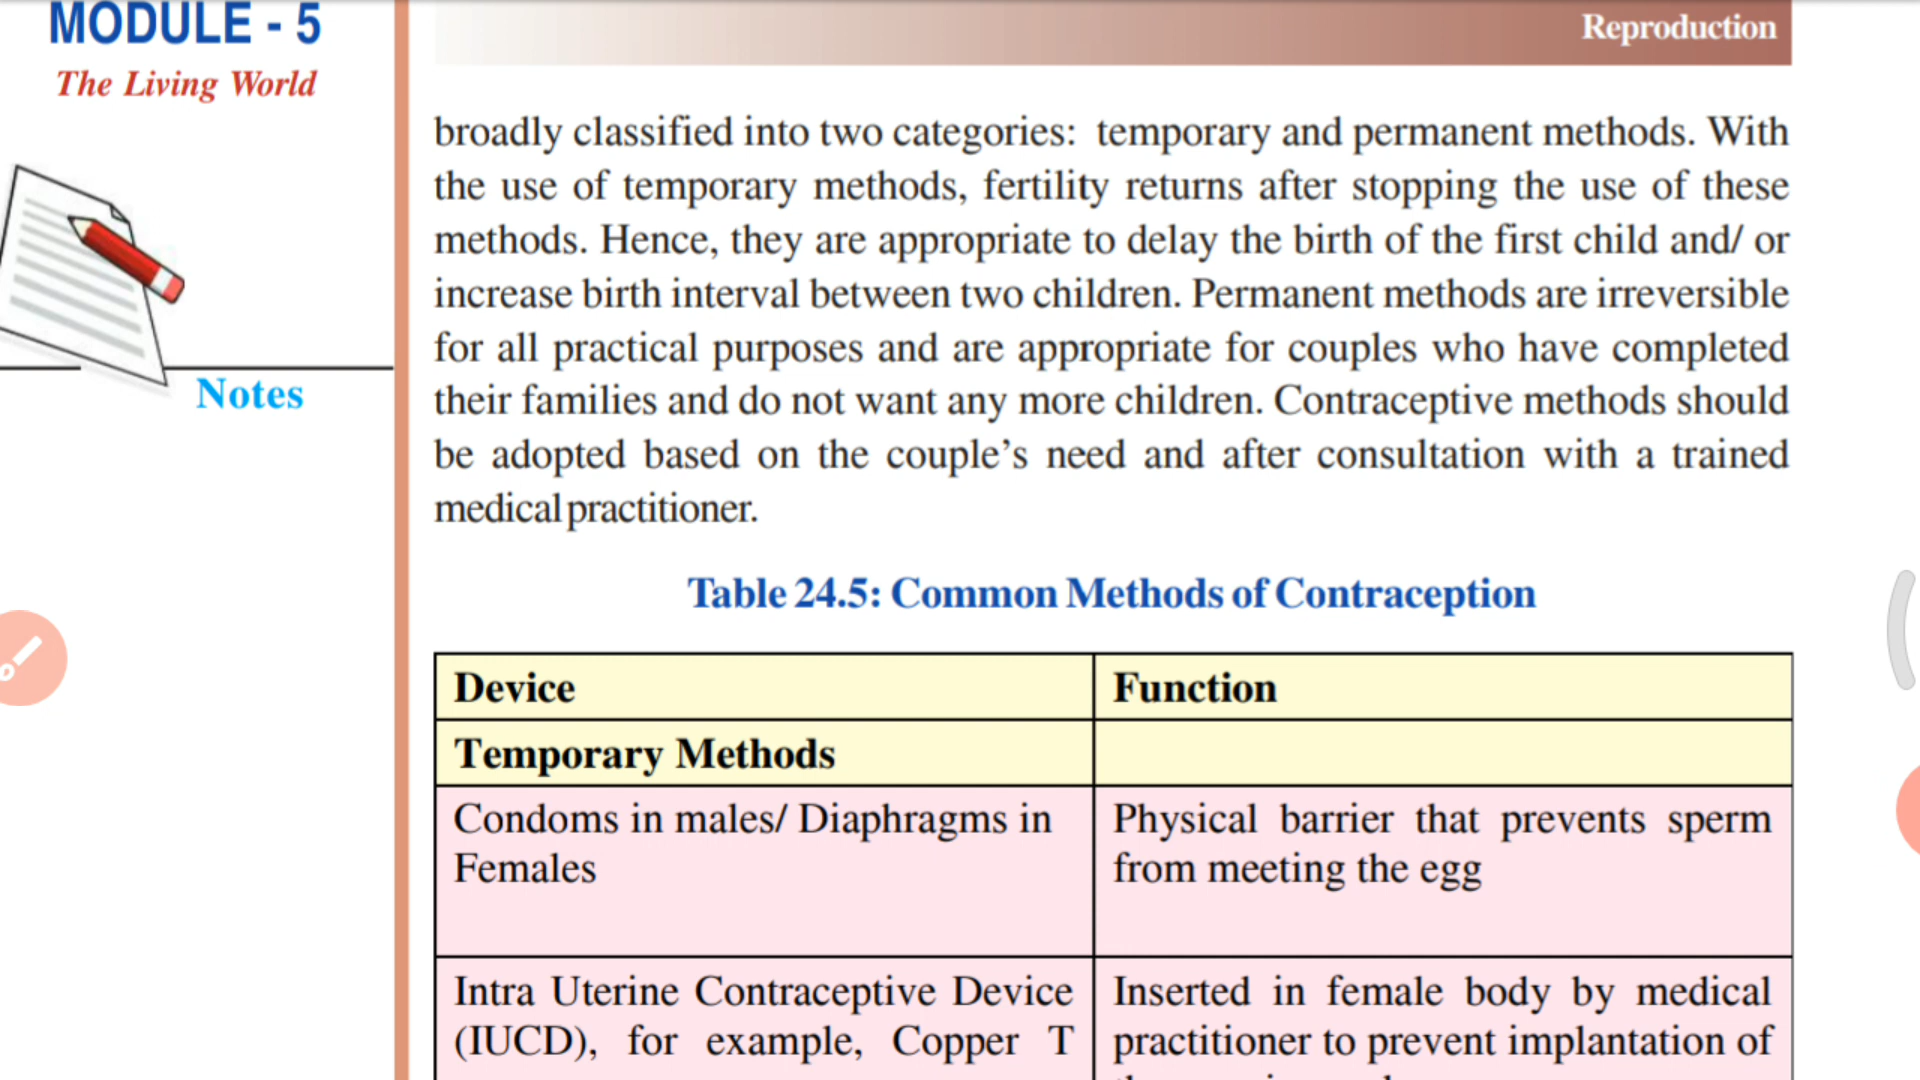 MODULE - 5
The Living World
Notes
Reproduction
broadly classified into two categories: temporary and permanent methods. With
the use of temporary methods, fertility returns after stopping the use of these
methods. Hence, they are appropriate to delay the birth of the first child and/ or
increase birth interval between two children. Permanent methods are irreversible
for all practical purposes and are appropriate for couples who have completed
their families and do not want any more children. Contraceptive methods should
be adopted based on the couple’s need and after consultation with a trained
medical practitioner.
Table 24.5: Common Methods of Contraception
Device
Function
Temporary Methods
Condoms in males/ Diaphragms in
Females
Physical barrier that prevents sperm
from meeting the egg
Intra Uterine Contraceptive Device
(IUCD), for example, Copper T
Inserted in female body by medical
practitioner to prevent implantation of